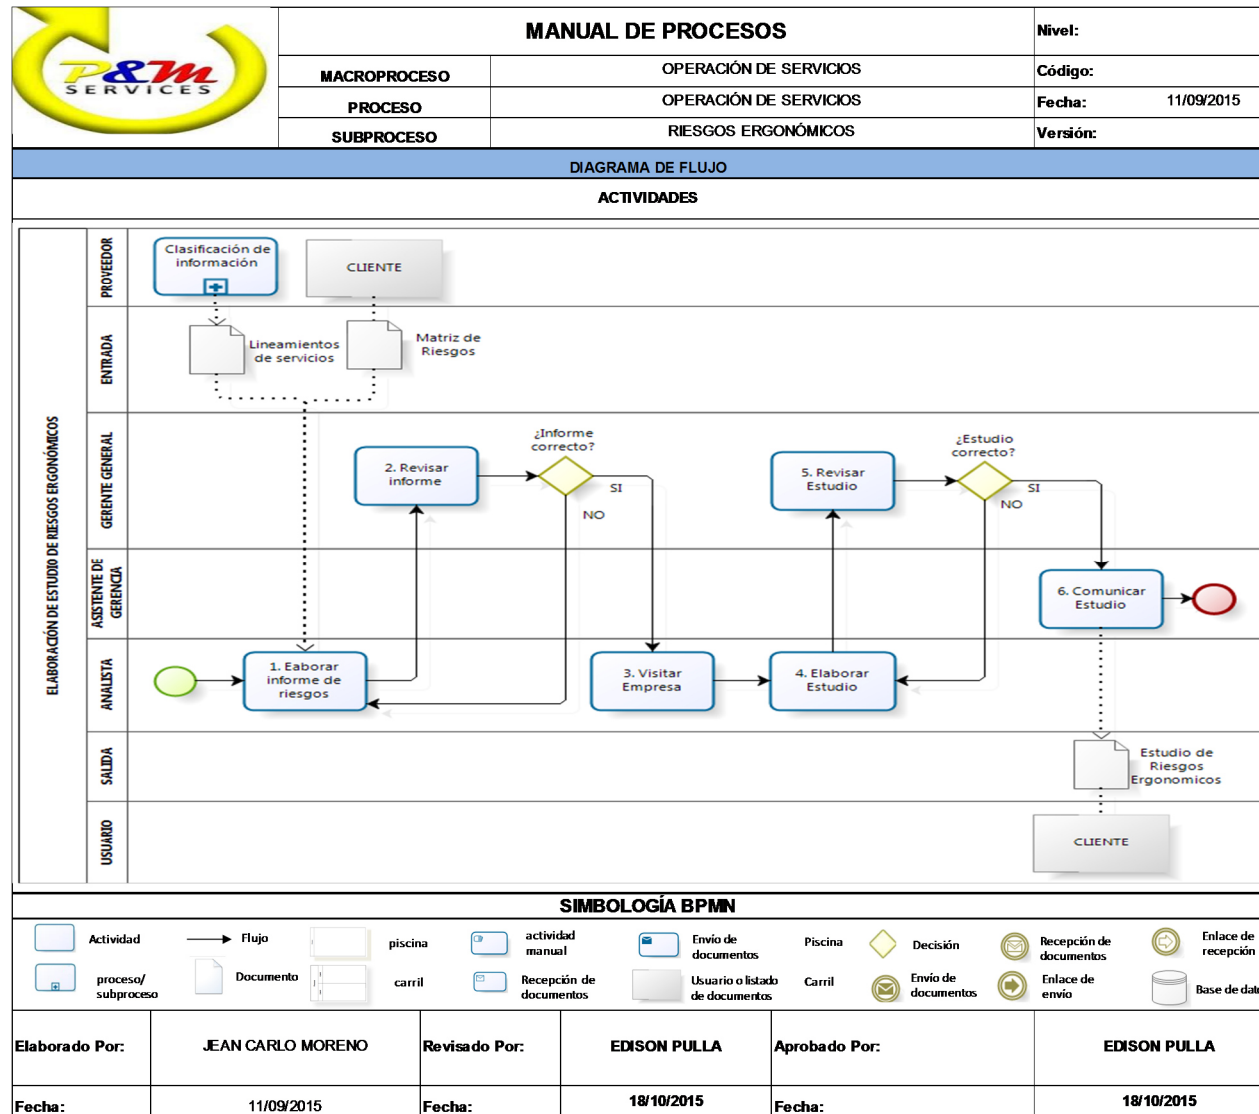 P&M
SERVICES
MANUAL DE PROCESOS
Nivel:
MACROPROCESO
OPERACIÓN DE SERVICIOS
Código:
PROCESO
OPERACIÓN DE SERVICIOS
Fecha:
11/09/2015
SUBPROCESO
RIESGOS ERGONÓMICOS
Versión:
DIAGRAMA DE FLUJO
ACTIVIDADES
ELABORACIÓN DE ESTUDIO DE RIESGOS ERGONÓMICOS
PROVEEDOR
Clasificación de
información
CLIENTE
ENTRADA
Lineamientos
de servicios
Matriz de
Riesgos
GERENTE GENERAL
2. Revisar
informe
¿Informe
correcto?
SI
NO
5. Revisar
Estudio
¿Estudio
correcto?
SI
NO
ASISTENTE DE
GERENCIA
6. Comunicar
Estudio
ANALISTA
1. Eaborar
informe de
riesgos
3. Visitar
Empresa
4. Elaborar
Estudio
SALIDA
Estudio de
Riesgos
Ergonomicos
USUARIO
CLIENTE
SIMBOLOGÍA BPMN
Actividad
Flujo
piscina
actividad
manual
Envío de
documentos
Piscina
Decisión
Recepción de
documentos
Enlace de
recepción
proceso/
subproceso
Documento
carril
Recepción de
documentos
Usuario o listado
de documentos
Carril
Envío de
documentos
Enlace de
envío
Base de dat
Elaborado Por:
JEAN CARLO MORENO
Revisado Por:
EDISON PULLA
Aprobado Por:
EDISON PULLA
Fecha:
11/09/2015
Fecha:
18/10/2015
Fecha:
18/10/2015